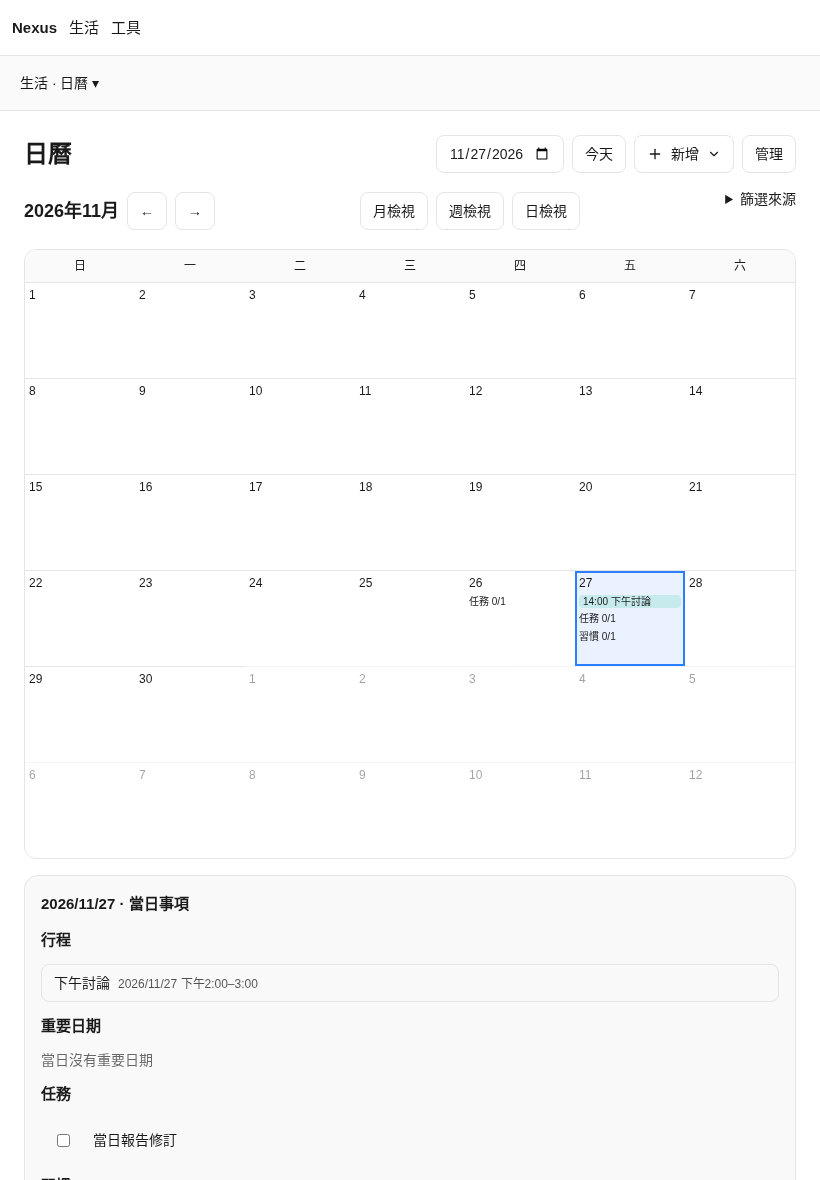 Nexus 生活 工具
生活 · 日曆 ▾
日曆 11/27/2026 今天 新增 管理
2026年11月 ← → 月檢視 週檢視 日檢視 ▶ 篩選來源
日 一 二 三 四 五 六
1 2 3 4 5 6 7
8 9 10 11 12 13 14
15 16 17 18 19 20 21
22 23 24 25 26 27 28
任務 0/1 14:00 下午討論
任務 0/1
習慣 0/1
29 30 1 2 3 4 5
6 7 8 9 10 11 12
2026/11/27 · 當日事項
行程
下午討論 2026/11/27 下午2:00–3:00
重要日期
當日沒有重要日期
任務
當日報告修訂